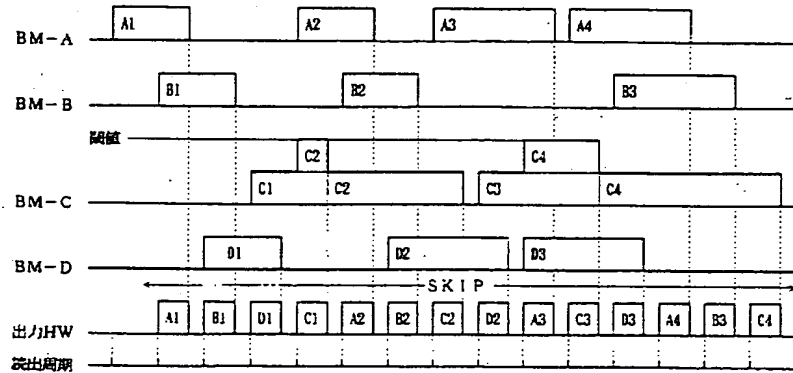 A1 A2 A3 A4
BM-A
B1 B2 B3
BM-B
閾値
C2 C4
C1 C2 C3 C4
BM-C
D1 D2 D3
BM-D
SKIP
A1 B1 D1 C1 A2 B2 C2 D2 A3 C3 D3 A4 B3 C4
出力HW
読出周期